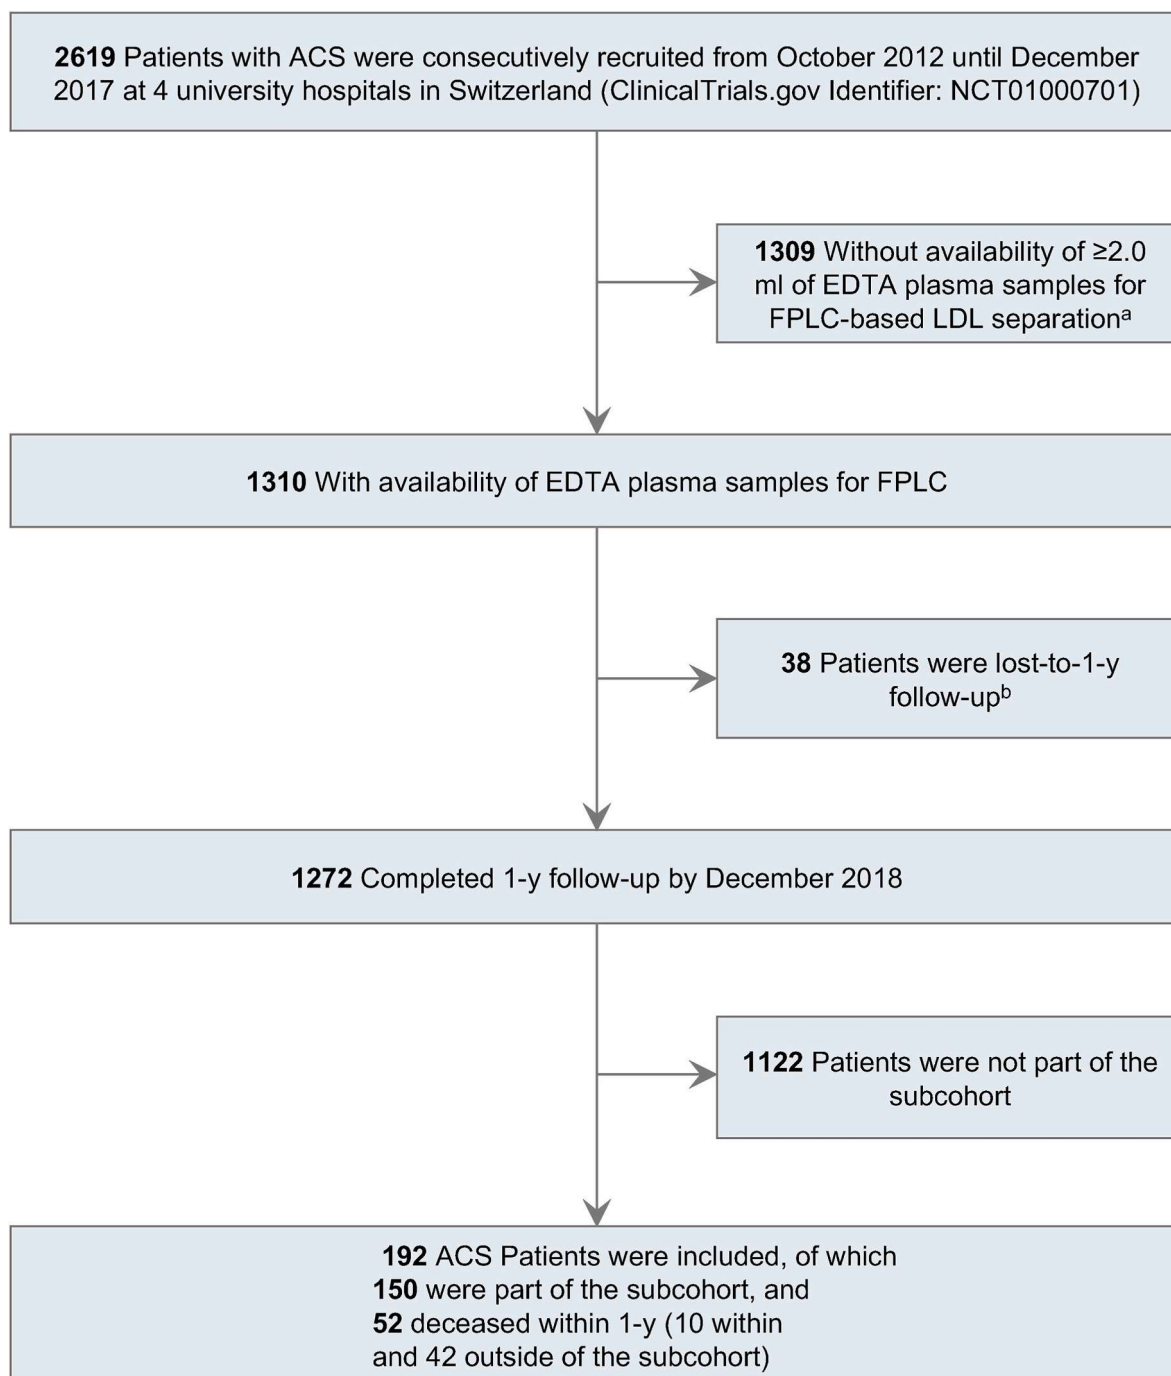 2619 Patients with ACS were consecutively recruited from October 2012 until December
2017 at 4 university hospitals in Switzerland (ClinicalTrials.gov Identifier: NCT01000701)
1309 Without availability of ≥2.0
ml of EDTA plasma samples for
FPLC-based LDL separationᵃ
1310 With availability of EDTA plasma samples for FPLC
38 Patients were lost-to-1-y
follow-upᵇ
1272 Completed 1-y follow-up by December 2018
1122 Patients were not part of the
subcohort
192 ACS Patients were included, of which
150 were part of the subcohort, and
52 deceased within 1-y (10 within
and 42 outside of the subcohort)